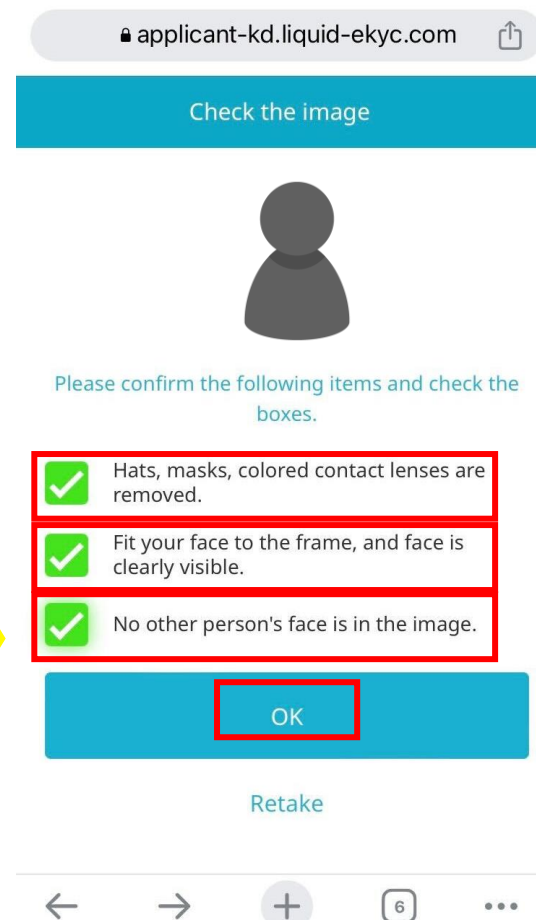 applicant-kd.liquid-ekyc.com
Check the image
Please confirm the following items and check the
boxes.
Hats, masks, colored contact lenses are
removed.
Fit your face to the frame, and face is
clearly visible.
No other person's face is in the image.
OK
Retake
6